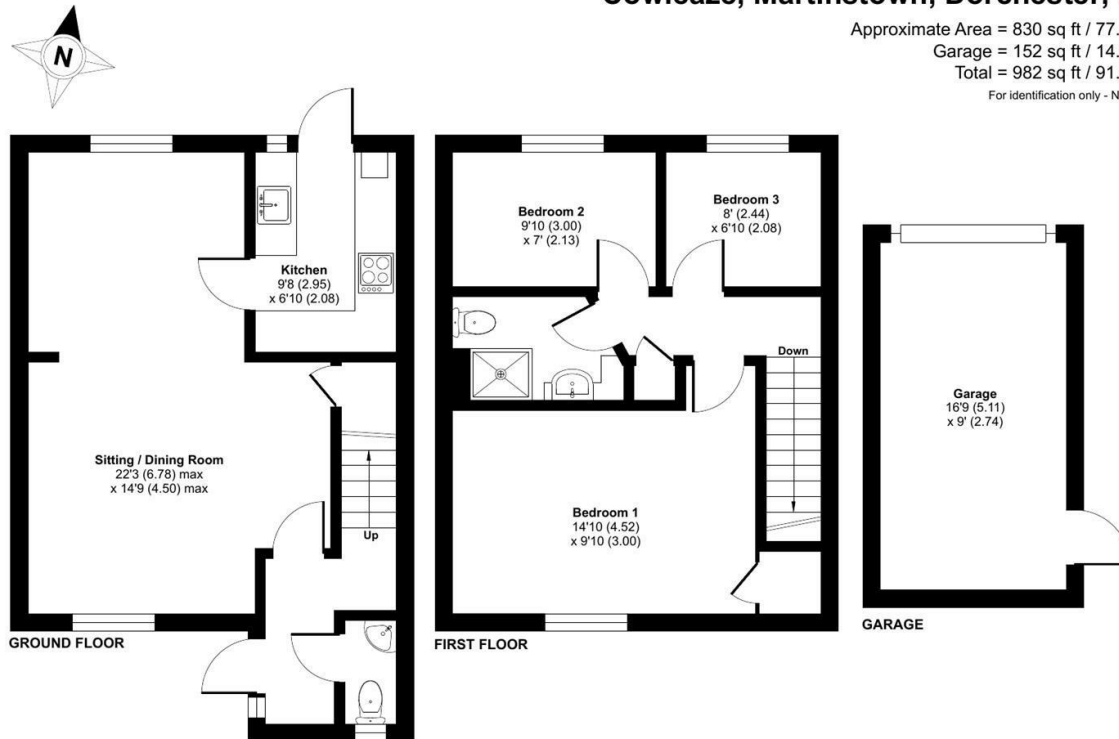 Approximate Area = 830 sq ft / 77.
Garage = 152 sq ft / 14.
Total = 982 sq ft / 91.
For identification only - N
N
Kitchen
9'8 (2.95)
x 6'10 (2.08)
Sitting / Dining Room
22'3 (6.78) max
x 14'9 (4.50) max
Up
GROUND FLOOR
Bedroom 2
9'10 (3.00)
x 7' (2.13)
Bedroom 3
8' (2.44)
x 6'10 (2.08)
Down
Bedroom 1
14'10 (4.52)
x 9'10 (3.00)
FIRST FLOOR
Garage
16'9 (5.11)
x 9' (2.74)
GARAGE